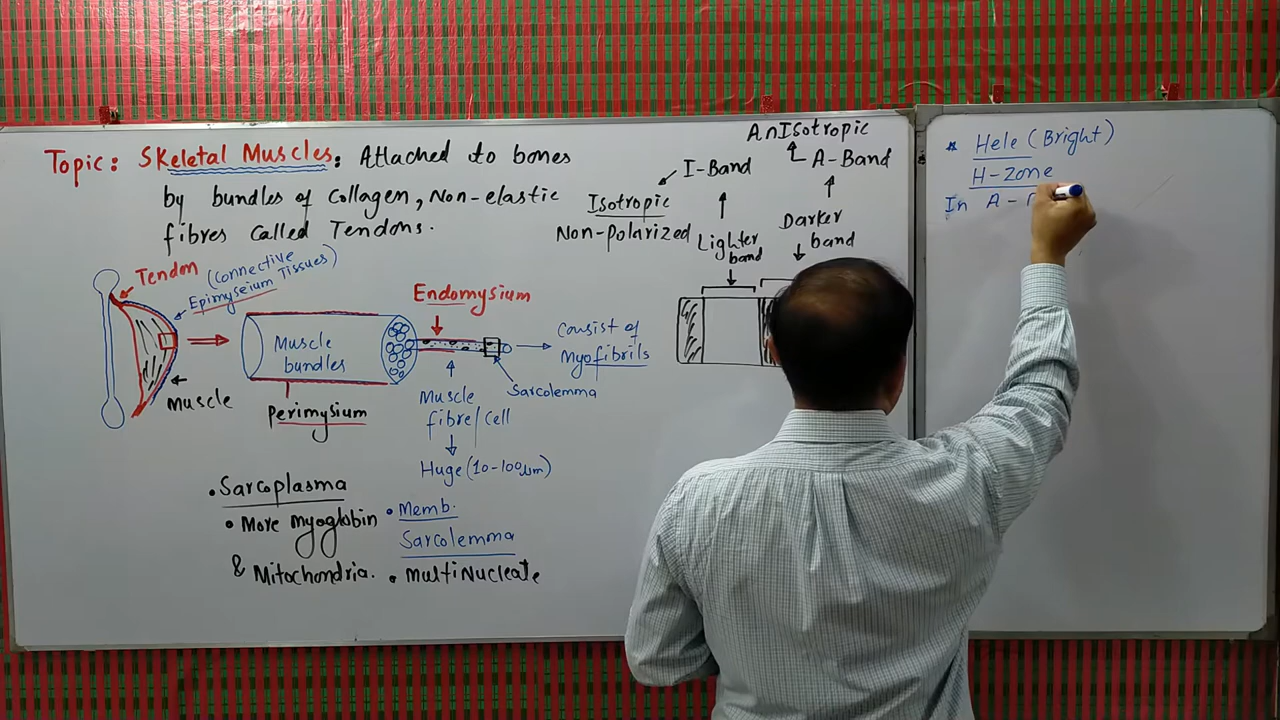 Topic: Skeletal Muscles: Attached to bones
by bundles of Collagen, Non-elastic
fibres Called Tendons.
Tendon
(Connective
Tissues)
Epimyseium
Muscle
Muscle
bundles
Perimysium
Endomysium
Muscle
fibre/Cell
Huge (10-100µm)
Sarcolemma
Consist of
Myofibrils
• Sarcoplasma
• More myoglobin
& Mitochondria.
• Memb.
Sarcolemma
• multiNucleate
AnIsotropic
A-Band
I-Band
Isotropic
Non-polarized
Lighter
band
Darker
band
* Hele (Bright)
H-Zone
In A-